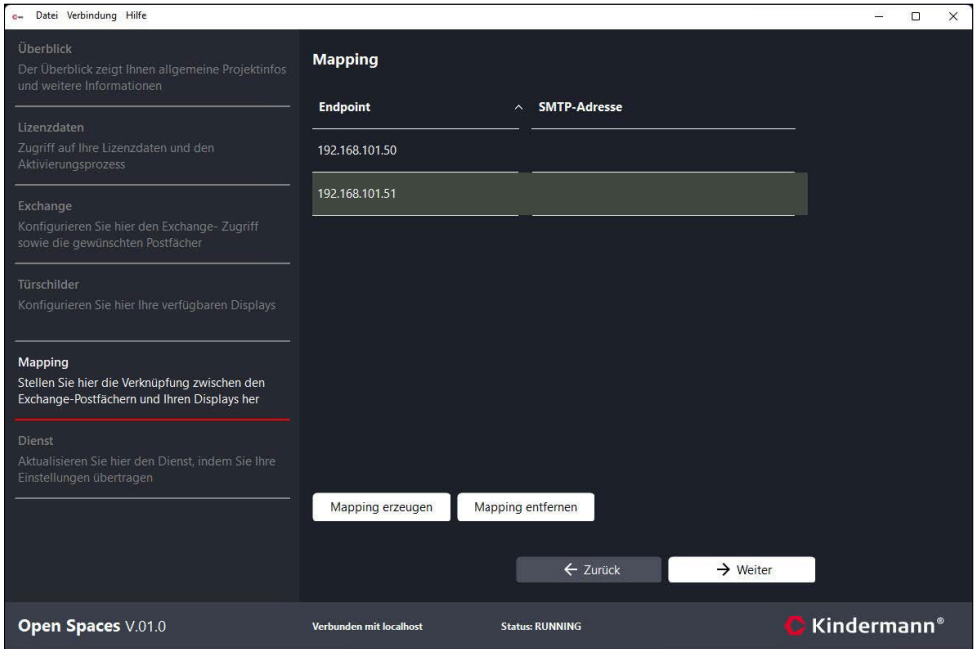 Datei Verbindung Hilfe
Überblick
Der Überblick zeigt Ihnen allgemeine Projektinfos
und weitere Informationen
Lizenzdaten
Zugriff auf Ihre Lizenzdaten und den
Aktivierungsprozess
Exchange
Konfigurieren Sie hier den Exchange- Zugriff
sowie die gewünschten Postfächer
Türschilder
Konfigurieren Sie hier Ihre verfügbaren Displays
Mapping
Stellen Sie hier die Verknüpfung zwischen den
Exchange-Postfächern und Ihren Displays her
Dienst
Aktualisieren Sie hier den Dienst, indem Sie Ihre
Einstellungen übertragen
Mapping
Endpoint SMTP-Adresse
192.168.101.50
192.168.101.51
Mapping erzeugen Mapping entfernen
Zurück Weiter
Open Spaces V.01.0 Verbunden mit localhost Status: RUNNING Kindermann®